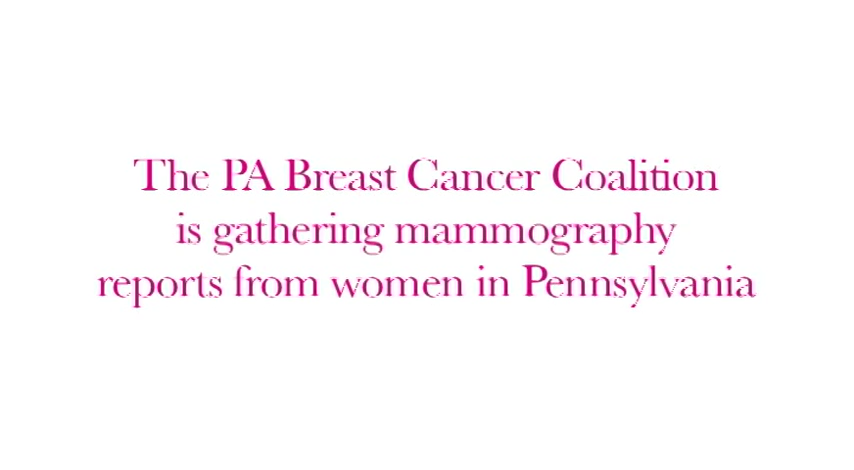 The PA Breast Cancer Coalition
is gathering mammography
reports from women in Pennsylvania